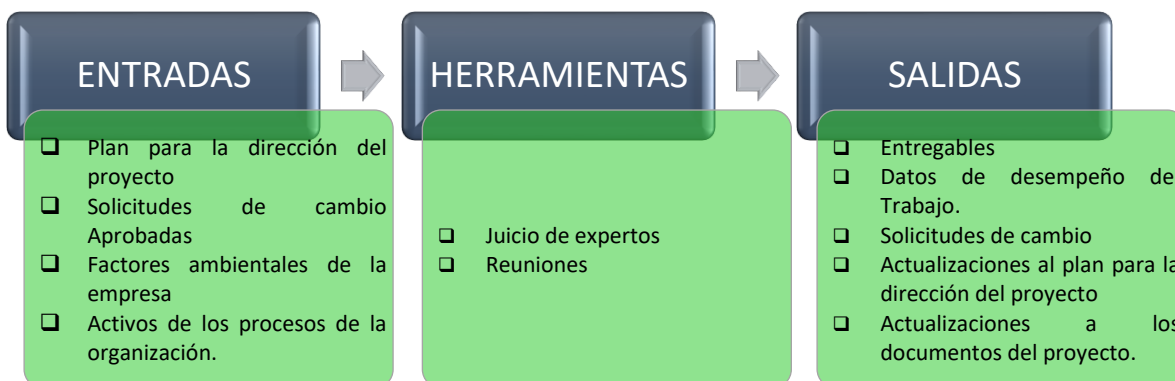 ENTRADAS
Plan para la dirección del
proyecto
Solicitudes de cambio
Aprobadas
Factores ambientales de la
empresa
Activos de los procesos de la
organización.
HERRAMIENTAS
Juicio de expertos
Reuniones
SALIDAS
Entregables
Datos de desempeño de
Trabajo.
Solicitudes de cambio
Actualizaciones al plan para la
dirección del proyecto
Actualizaciones a los
documentos del proyecto.